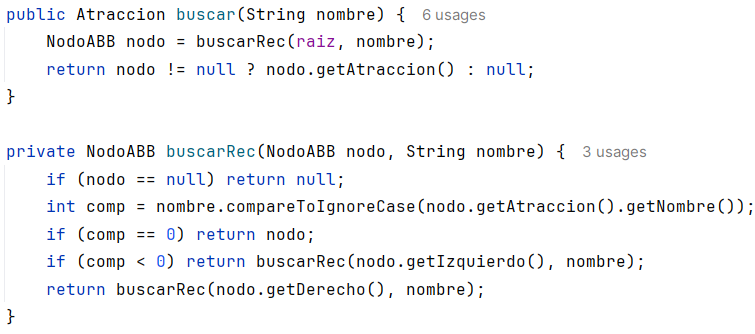 public Atraccion buscar(String nombre) { 6 usages
    NodoABB nodo = buscarRec(raiz, nombre);
    return nodo != null ? nodo.getAtraccion() : null;
}

private NodoABB buscarRec(NodoABB nodo, String nombre) { 3 usages
    if (nodo == null) return null;
    int comp = nombre.compareToIgnoreCase(nodo.getAtraccion().getNombre());
    if (comp == 0) return nodo;
    if (comp < 0) return buscarRec(nodo.getIzquierdo(), nombre);
    return buscarRec(nodo.getDerecho(), nombre);
}